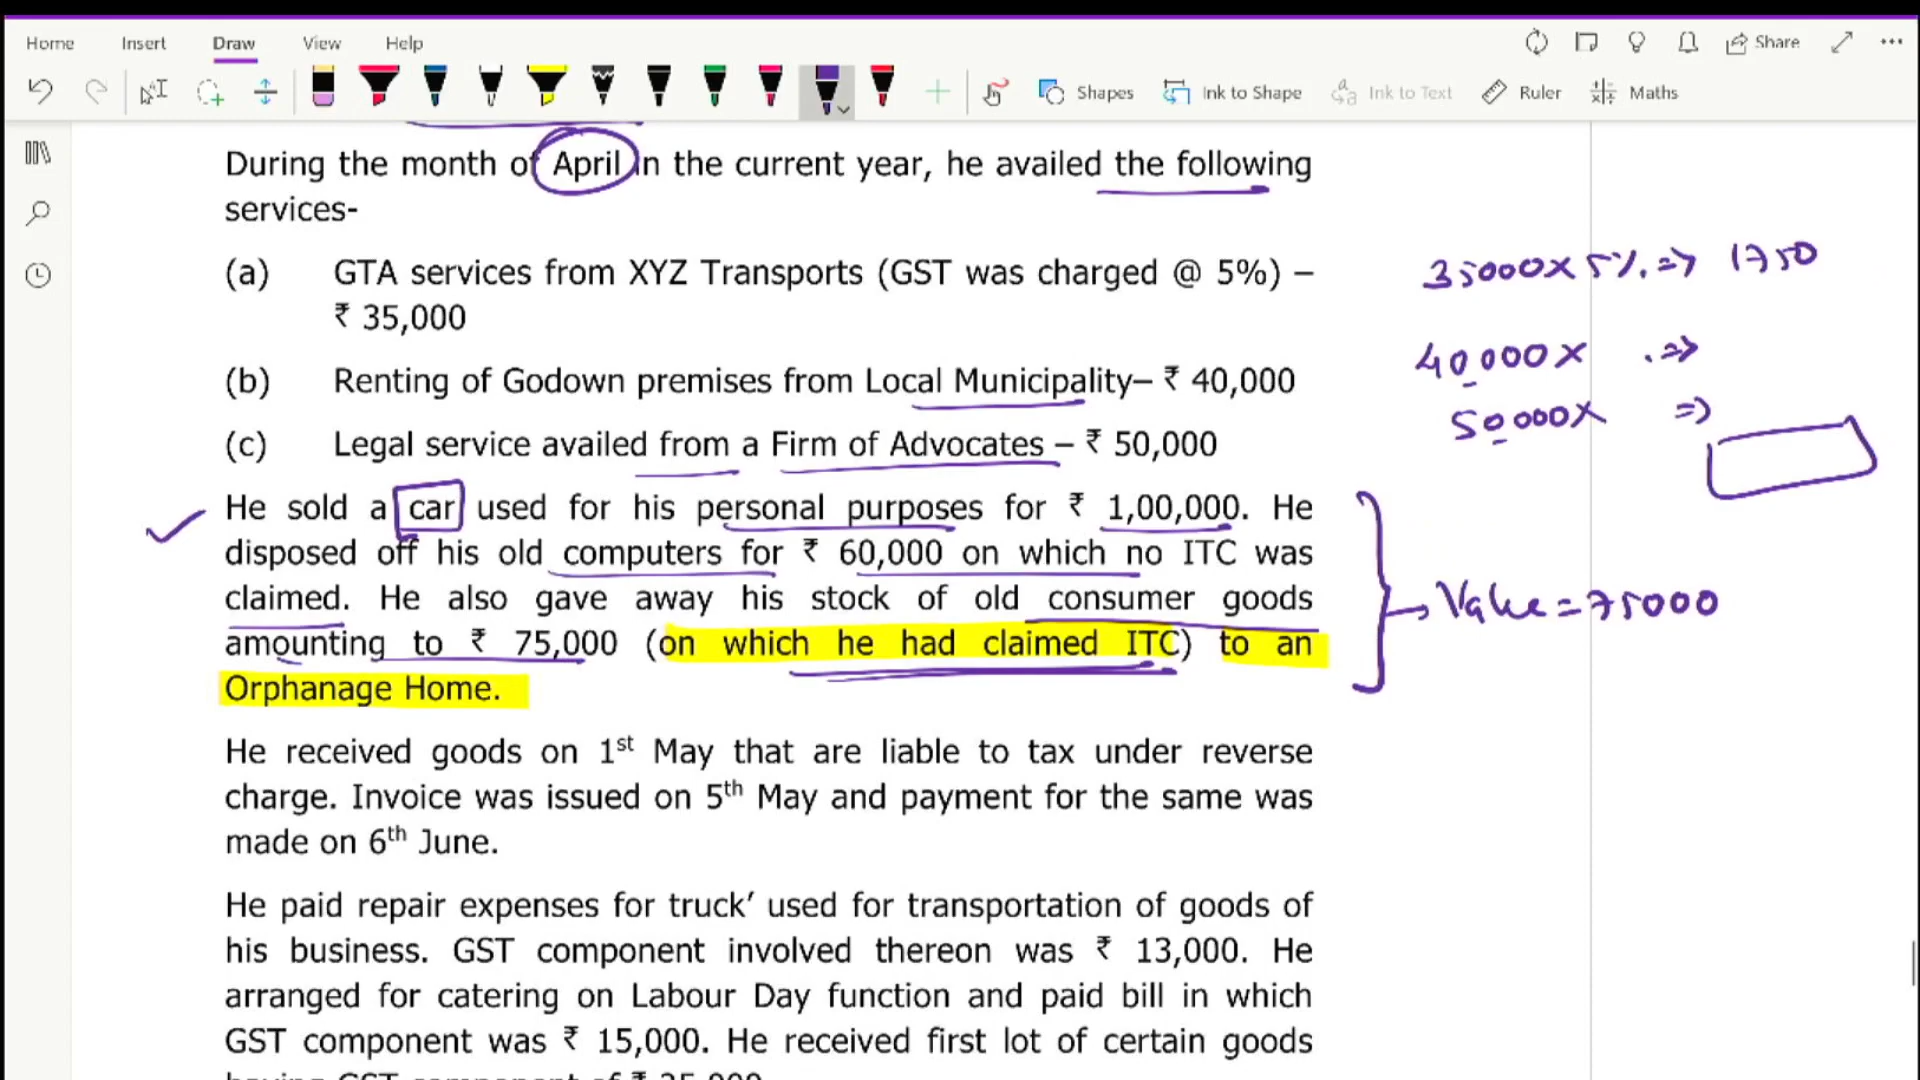 Home Insert Draw View Help Share
Shapes Ink to Shape Ink to Text Ruler Maths
During the month of April in the current year, he availed the following
services-
(a) GTA services from XYZ Transports (GST was charged @ 5%) –
₹ 35,000
35000 x 5% => 1750
(b) Renting of Godown premises from Local Municipality– ₹ 40,000
40,000 x . =>
(c) Legal service availed from a Firm of Advocates – ₹ 50,000
50000 x =>
He sold a car used for his personal purposes for ₹ 1,00,000. He
disposed off his old computers for ₹ 60,000 on which no ITC was
claimed. He also gave away his stock of old consumer goods
amounting to ₹ 75,000 (on which he had claimed ITC) to an
Orphanage Home.
Value = 75000
He received goods on 1st May that are liable to tax under reverse
charge. Invoice was issued on 5th May and payment for the same was
made on 6th June.
He paid repair expenses for truck’ used for transportation of goods of
his business. GST component involved thereon was ₹ 13,000. He
arranged for catering on Labour Day function and paid bill in which
GST component was ₹ 15,000. He received first lot of certain goods